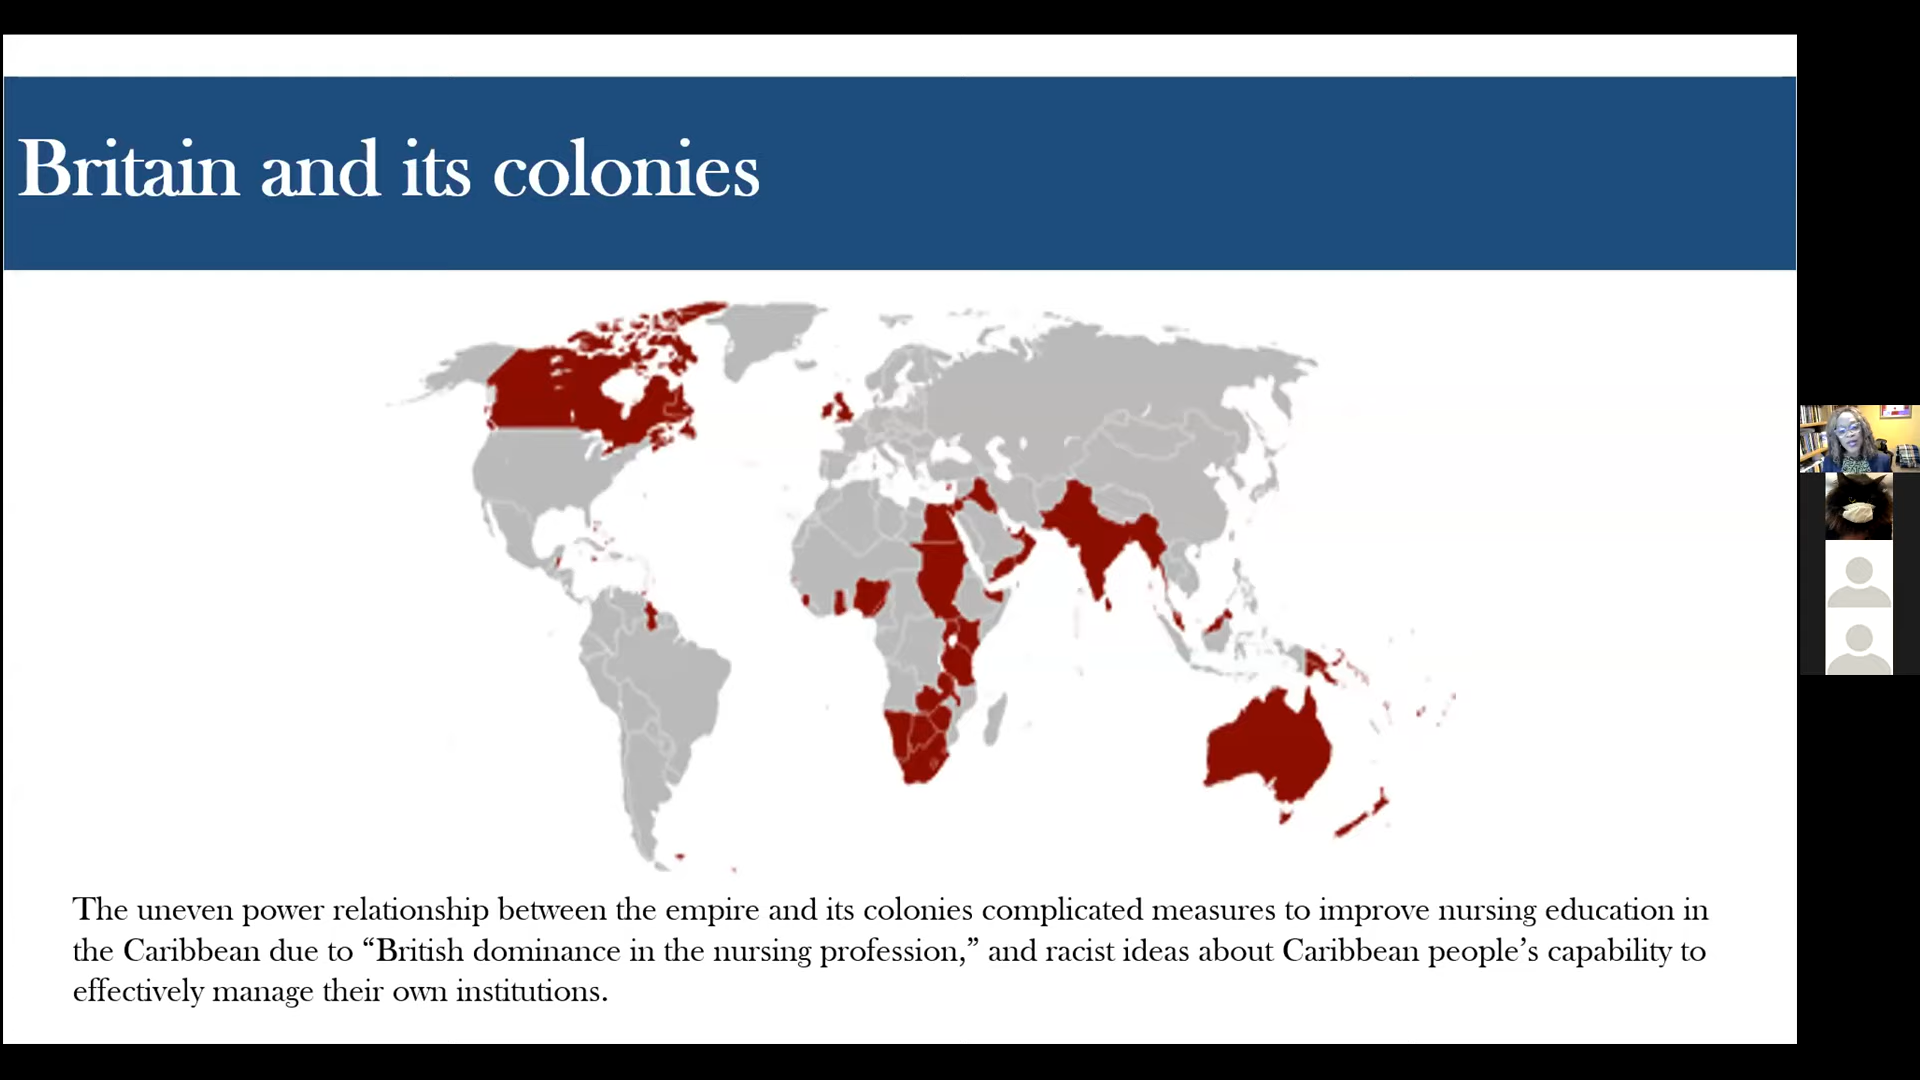 Britain and its colonies
The uneven power relationship between the empire and its colonies complicated measures to improve nursing education in
the Caribbean due to “British dominance in the nursing profession,” and racist ideas about Caribbean people’s capability to
effectively manage their own institutions.